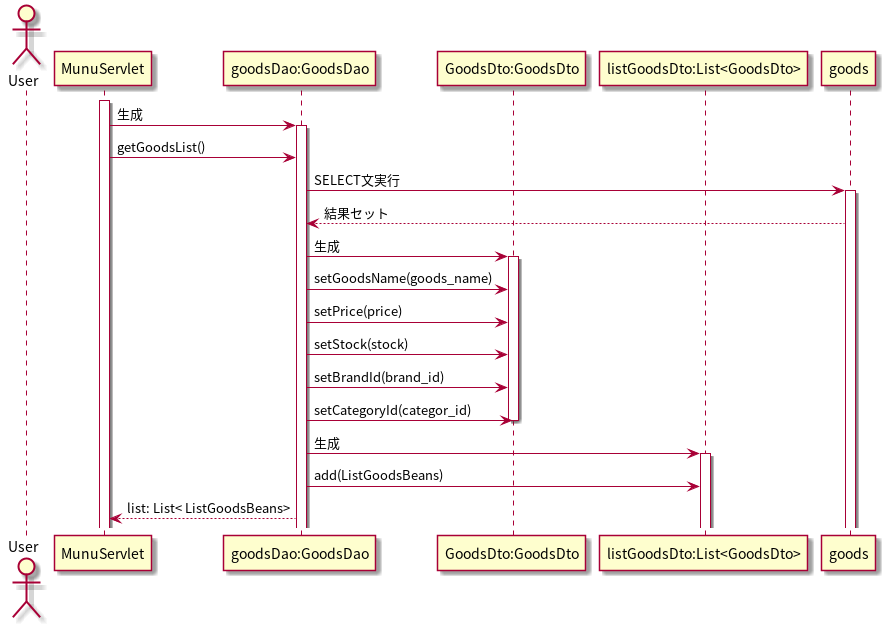 User
MunuServlet
goodsDao:GoodsDao
GoodsDto:GoodsDto
listGoodsDto:List<GoodsDto>
goods
生成
getGoodsList()
SELECT文実行
結果セット
生成
setGoodsName(goods_name)
setPrice(price)
setStock(stock)
setBrandId(brand_id)
setCategoryId(categor_id)
生成
add(ListGoodsBeans)
list: List< ListGoodsBeans>
User
MunuServlet
goodsDao:GoodsDao
GoodsDto:GoodsDto
listGoodsDto:List<GoodsDto>
goods